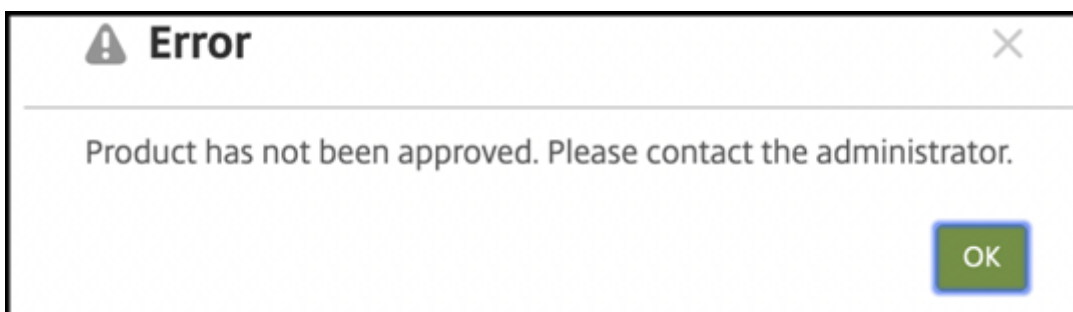 Error
Product has not been approved. Please contact the administrator.
OK